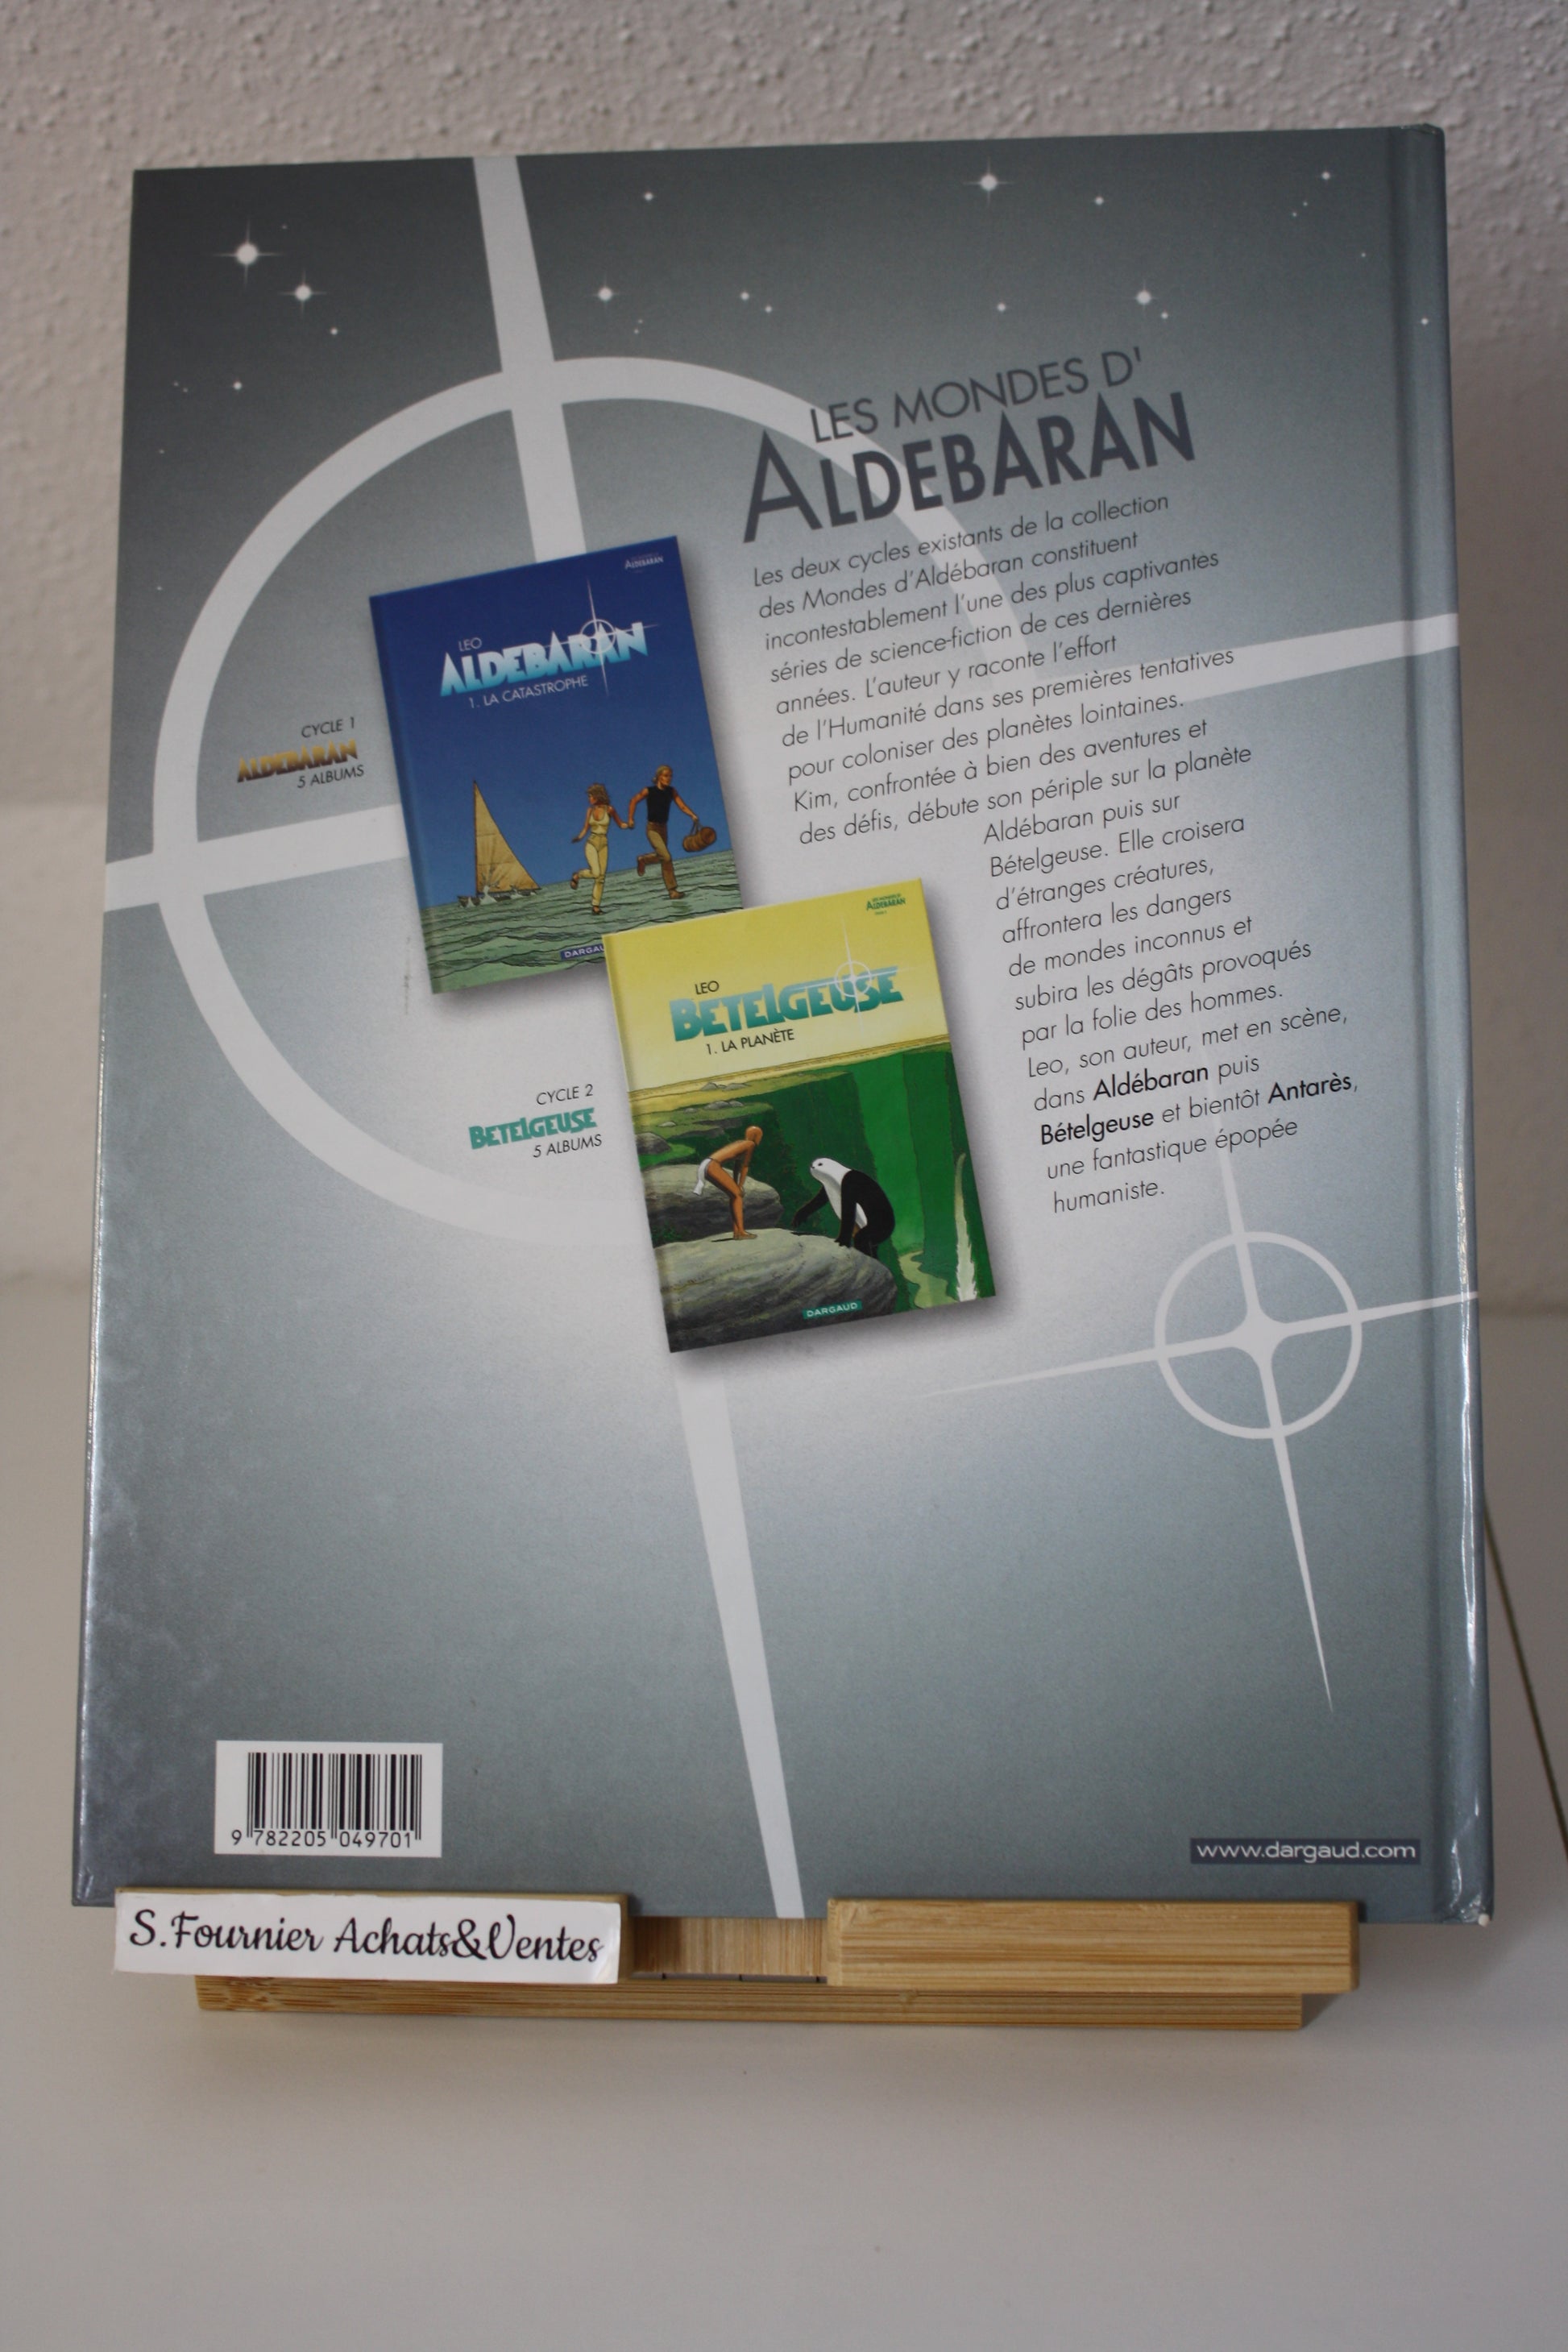 LES MONDES D'
ALDEBARAN
Les deux cycles existants de la collection
des Mondes d'Aldébaran constituent
incontestablement l'une des plus captivantes
séries de science-fiction de ces dernières
années. L'auteur y raconte l'effort
de l'Humanité dans ses premières tentatives
pour coloniser des planètes lointaines.
Kim, confrontée à bien des aventures et
des défis, débute son périple sur la planète
Aldébaran puis sur
Bételgeuse. Elle croisera
d'étranges créatures,
affrontera les dangers
de mondes inconnus et
subira les dégâts provoqués
par la folie des hommes.
Leo, son auteur, met en scène,
dans Aldébaran puis
Bételgeuse et bientôt Antarès,
une fantastique épopée
humaniste.
ALDEBARAN
LEO
ALDEBARAN
1. LA CATASTROPHE
DARGAU
CYCLE 1
ALDEBARAN
5 ALBUMS
ALDEBARAN
LEO
BETELGEUSE
1. LA PLANÈTE
DARGAUD
CYCLE 2
BETELGEUSE
5 ALBUMS
9 782205 049701
www.dargaud.com
S.Fournier Achats&Ventes